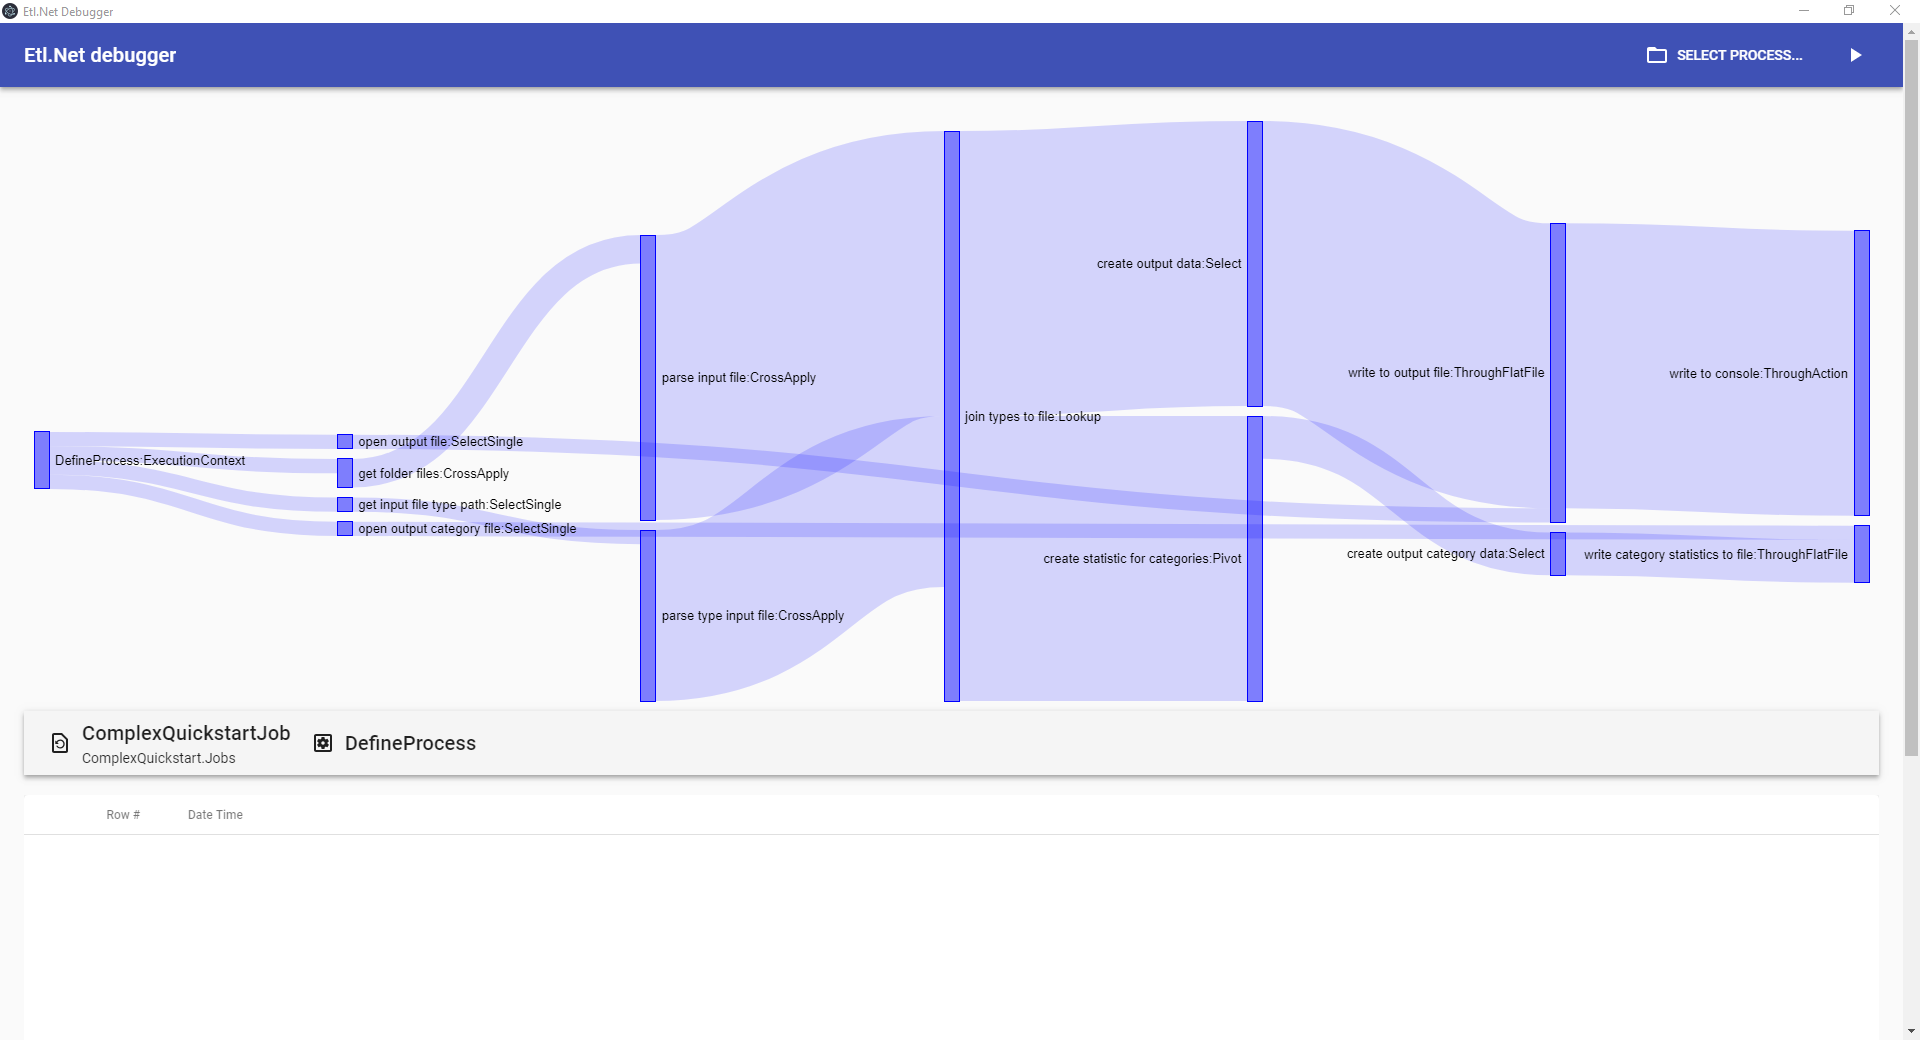 Etl.Net Debugger
Etl.Net debugger
SELECT PROCESS...
create output data:Select
write to output file:ThroughFlatFile
write to console:ThroughAction
parse input file:CrossApply
join types to file:Lookup
open output file:SelectSingle
DefineProcess:ExecutionContext
get folder files:CrossApply
get input file type path:SelectSingle
open output category file:SelectSingle
create statistic for categories:Pivot
create output category data:Select
write category statistics to file:ThroughFlatFile
parse type input file:CrossApply
ComplexQuickstartJob
ComplexQuickstart.Jobs
DefineProcess
Row #
Date Time